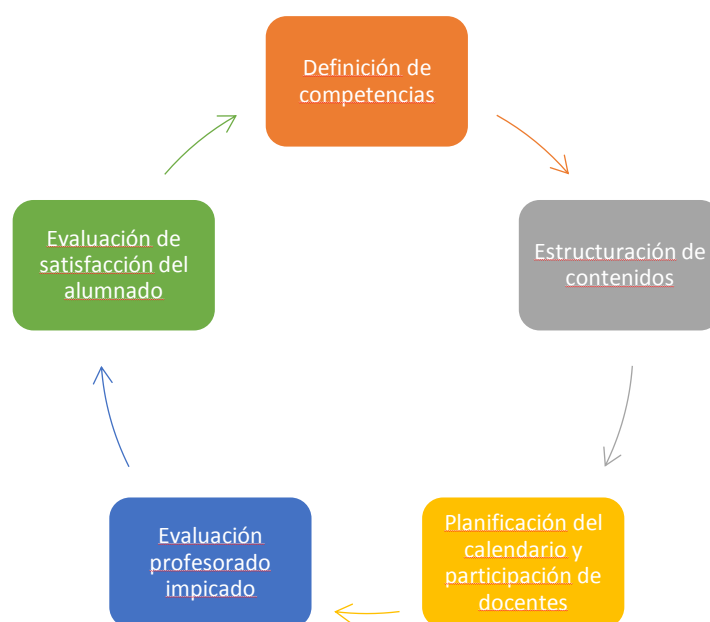 Definición de
competencias
Estructuración de
contenidos
Planificación del
calendario y
participación de
docentes
Evaluación
profesorado
impicado
Evaluación de
satisfacción del
alumnado